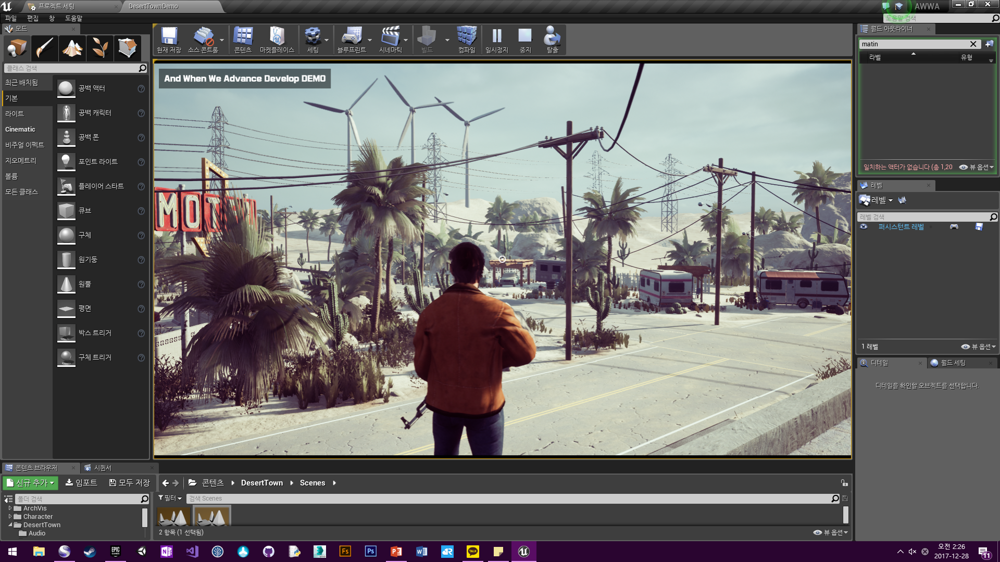 프로젝트 세팅
DesertTownDemo
AWWA
파일 편집 창 도움말
도움말 검색
모드
현재 저장
소스 콘트롤
콘텐츠
마켓플레이스
세팅
블루프린트
시네마틱
빌드
컴파일
일시정지
중지
탈출
클래스 검색
최근 배치됨
기본
라이트
Cinematic
비주얼 이펙트
지오메트리
볼륨
모든 클래스
공백 액터
공백 캐릭터
공백 폰
포인트 라이트
플레이어 스타트
큐브
구체
원기둥
원뿔
평면
박스 트리거
구체 트리거
And When We Advance Develop DEMO
MOTEL
월드 아웃라이너
matin
라벨
유형
일치하는 액터가 없습니다 (총 1,20
뷰 옵션
레벨
레벨
레벨 검색
퍼시스턴트 레벨
1 레벨
뷰 옵션
디테일
월드 세팅
디테일을 확인할 오브젝트를 선택합니다.
콘텐츠 브라우저
시퀀서
신규 추가
임포트
모두 저장
콘텐츠
DesertTown
Scenes
폴더 검색
필터
검색 Scenes
ArchVis
Character
DesertTown
Audio
2 항목 (1 선택됨)
뷰 옵션
EPIC GAMES
N
MXD
Fs
Ps
P
W
R
TALK
오전 2:26
2017-12-28
11